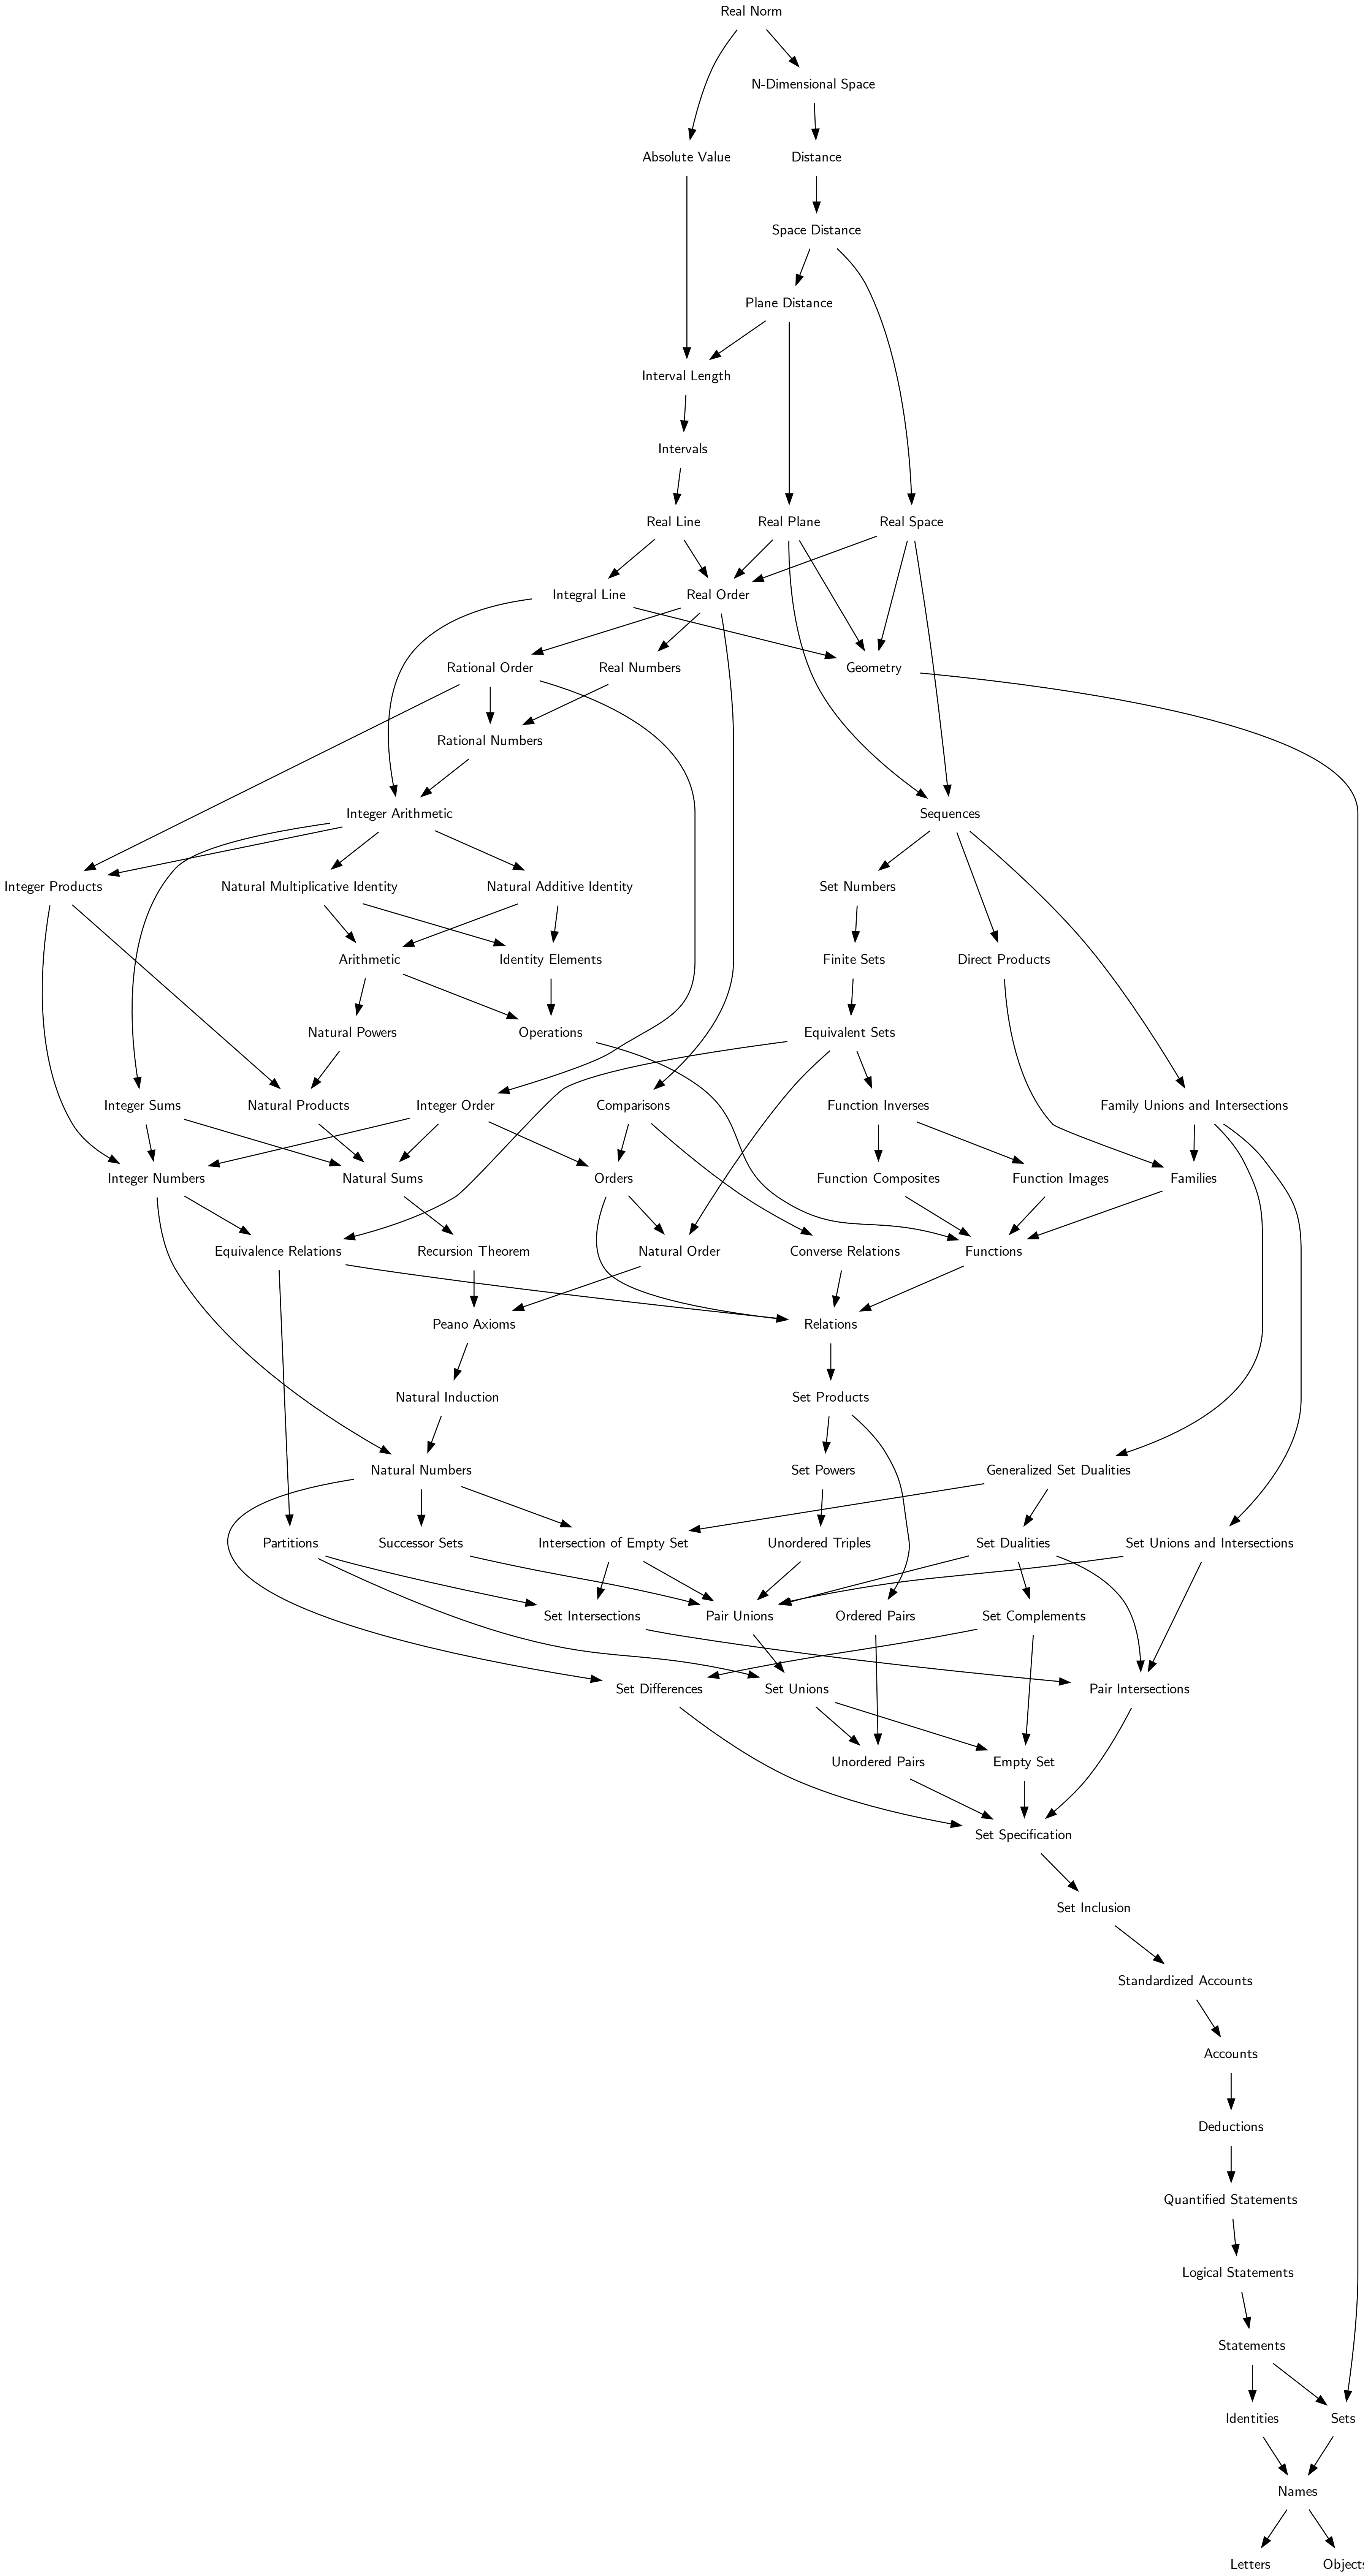 Real Norm
N-Dimensional Space
Absolute Value
Distance
Space Distance
Plane Distance
Interval Length
Intervals
Real Line
Real Plane
Real Space
Integral Line
Real Order
Rational Order
Real Numbers
Geometry
Rational Numbers
Integer Arithmetic
Sequences
Integer Products
Natural Multiplicative Identity
Natural Additive Identity
Set Numbers
Arithmetic
Identity Elements
Finite Sets
Direct Products
Natural Powers
Operations
Equivalent Sets
Integer Sums
Natural Products
Integer Order
Comparisons
Function Inverses
Family Unions and Intersections
Integer Numbers
Natural Sums
Orders
Function Composites
Function Images
Families
Equivalence Relations
Recursion Theorem
Natural Order
Converse Relations
Functions
Peano Axioms
Relations
Natural Induction
Set Products
Natural Numbers
Set Powers
Generalized Set Dualities
Partitions
Successor Sets
Intersection of Empty Set
Unordered Triples
Set Dualities
Set Unions and Intersections
Set Intersections
Pair Unions
Ordered Pairs
Set Complements
Set Differences
Set Unions
Pair Intersections
Unordered Pairs
Empty Set
Set Specification
Set Inclusion
Standardized Accounts
Accounts
Deductions
Quantified Statements
Logical Statements
Statements
Identities
Sets
Names
Letters
Objects